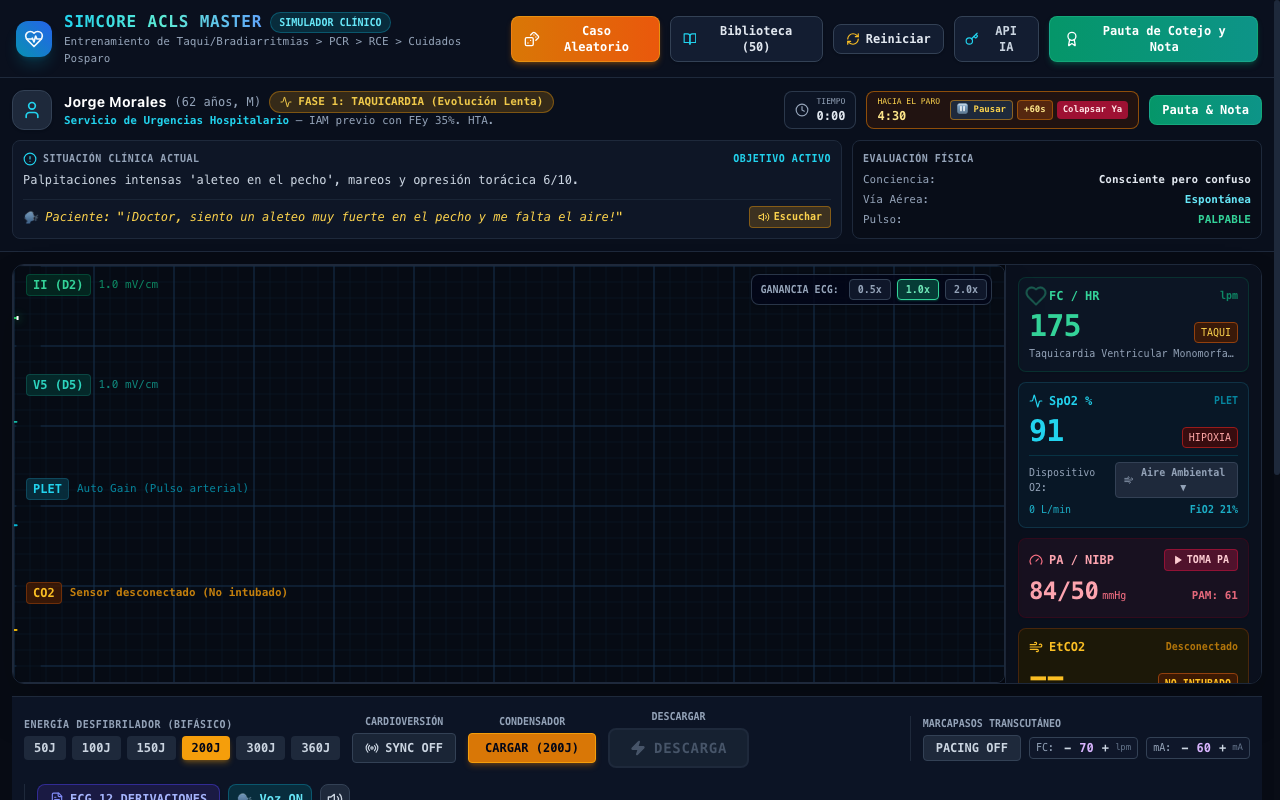 SIMCORE ACLS MASTER
SIMULADOR CLÍNICO
Entrenamiento de Taqui/Bradiarritmias > PCR > RCE > Cuidados
Posparo
Caso
Aleatorio
Biblioteca
(50)
Reiniciar
API
IA
Pauta de Cotejo y
Nota
Jorge Morales (62 años, M)
FASE 1: TAQUICARDIA (Evolución Lenta)
Servicio de Urgencias Hospitalario — IAM previo con FEy 35%. HTA.
TIEMPO
0:00
HACIA EL PARO
4:30
Pausar
+60s
Colapsar Ya
Pauta & Nota
SITUACIÓN CLÍNICA ACTUAL
OBJETIVO ACTIVO
Palpitaciones intensas 'aleteo en el pecho', mareos y opresión torácica 6/10.
Paciente: "¡Doctor, siento un aleteo muy fuerte en el pecho y me falta el aire!"
Escuchar
EVALUACIÓN FÍSICA
Conciencia: Consciente pero confuso
Vía Aérea: Espontánea
Pulso: PALPABLE
II (D2) 1.0 mV/cm
GANANCIA ECG: 0.5x 1.0x 2.0x
V5 (D5) 1.0 mV/cm
PLET Auto Gain (Pulso arterial)
CO2 Sensor desconectado (No intubado)
FC / HR lpm
175 TAQUI
Taquicardia Ventricular Monomorfa…
SpO2 % PLET
91 HIPOXIA
Dispositivo
O2:
Aire Ambiental
▼
0 L/min FiO2 21%
PA / NIBP TOMA PA
84/50 mmHg PAM: 61
EtCO2 Desconectado
-- NO INTUBADO
ENERGÍA DESFIBRILADOR (BIFÁSICO)
50J 100J 150J 200J 300J 360J
CARDIOVERSIÓN
SYNC OFF
CONDENSADOR
CARGAR (200J)
DESCARGAR
DESCARGA
MARCAPASOS TRANSCUTÁNEO
PACING OFF
FC: − 70 + lpm
mA: − 60 + mA
ECG 12 DERIVACIONES
Voz ON